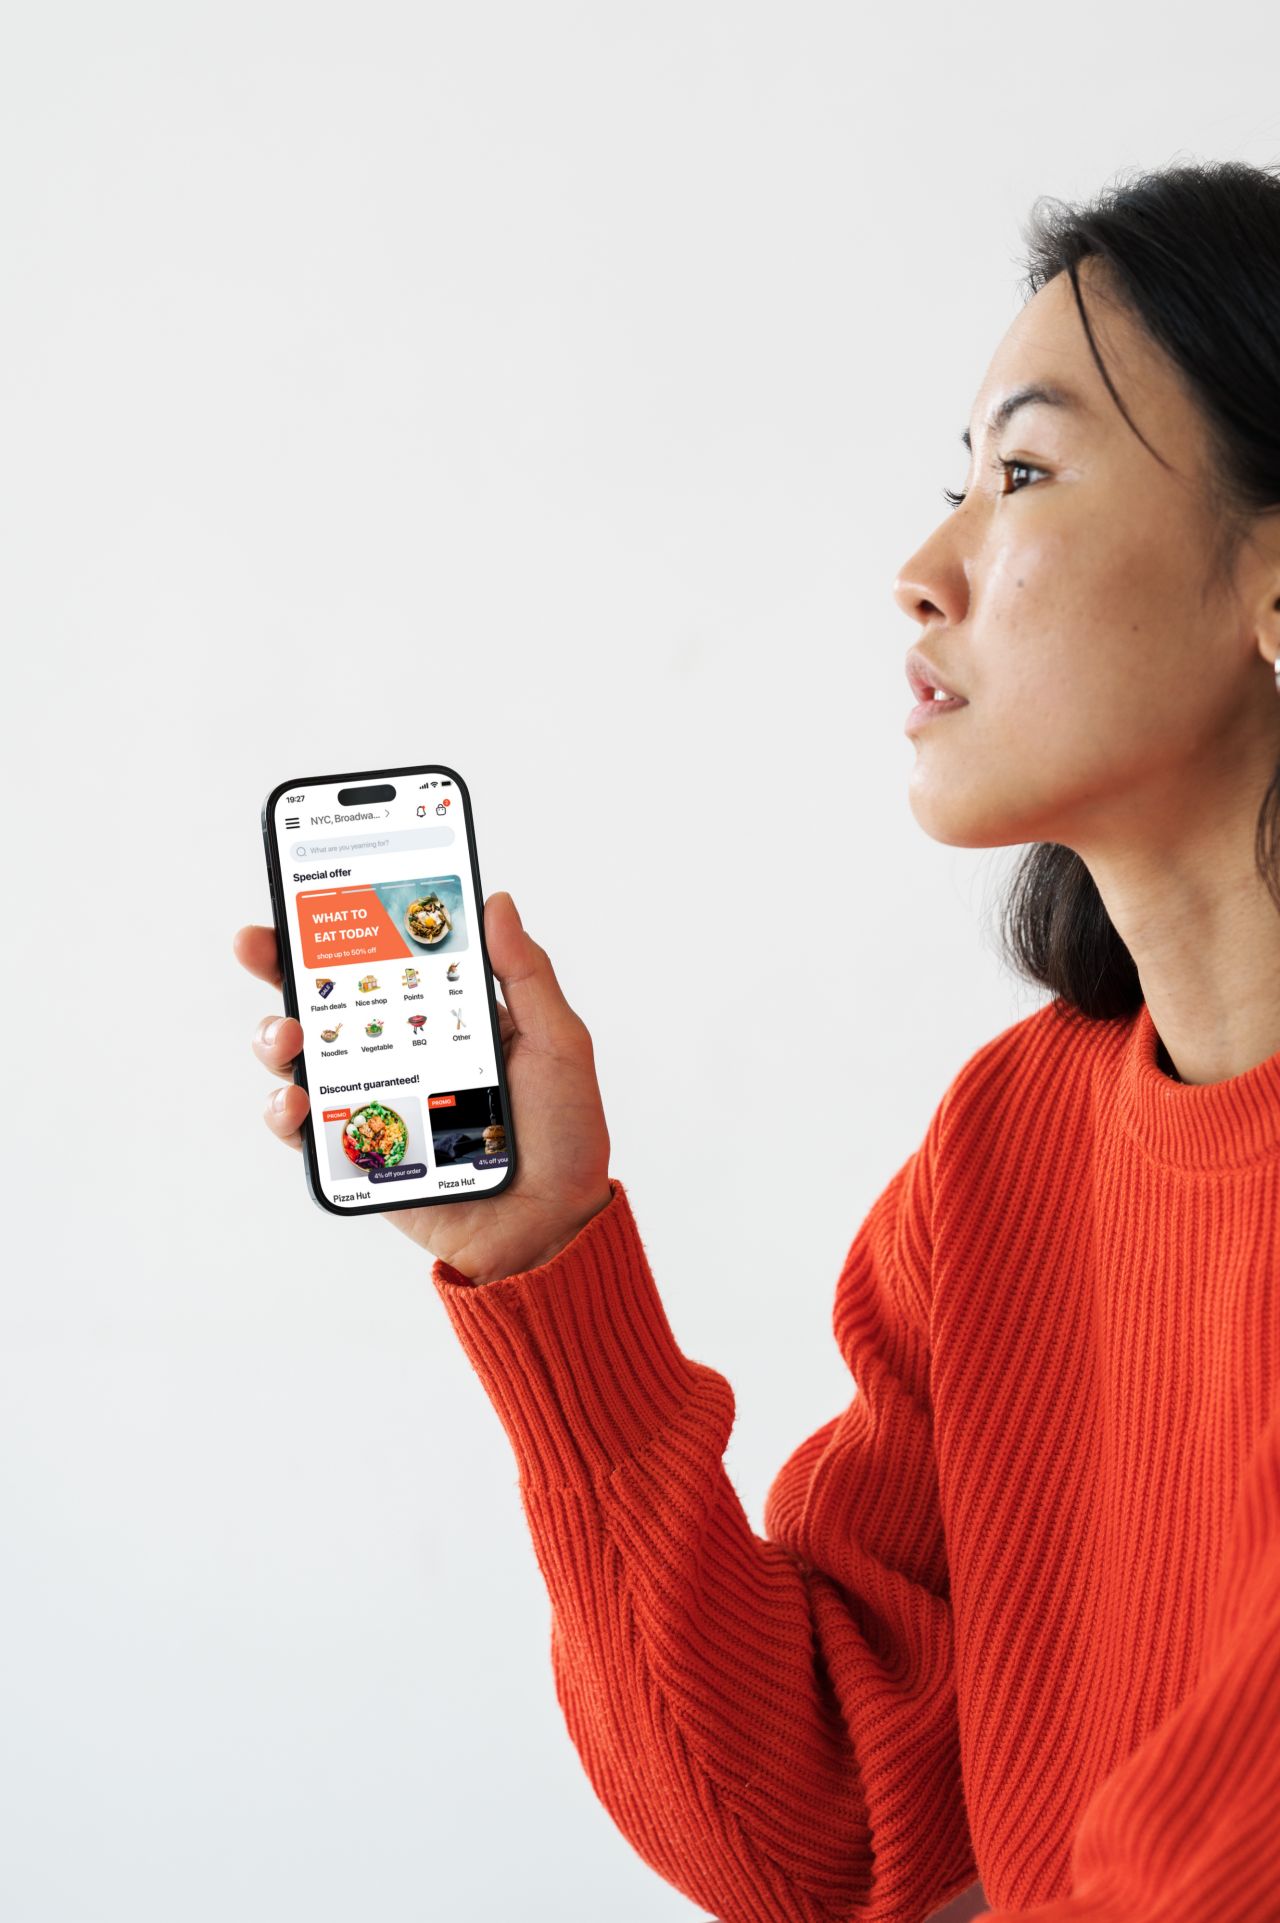 19:27
NYC, Broadwa...
2
What are you yearning for?
Special offer
WHAT TO
EAT TODAY
shop up to 50% off
SALE
Flash deals
Nice shop
Points
Rice
Noodles
Vegetable
BBQ
Other
Discount guaranteed!
PROMO
PROMO
4% off your order
4% off you
Pizza Hut
Pizza Hut